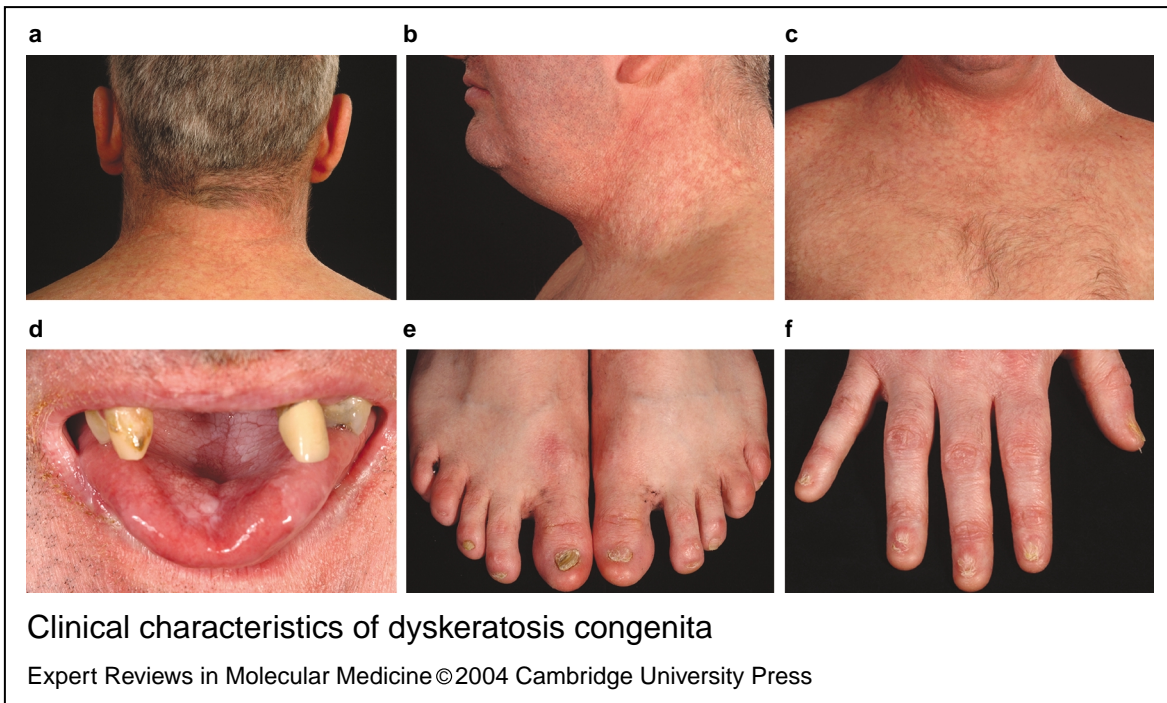 a
b
c
d
e
f
Clinical characteristics of dyskeratosis congenita
Expert Reviews in Molecular Medicine ©2004 Cambridge University Press